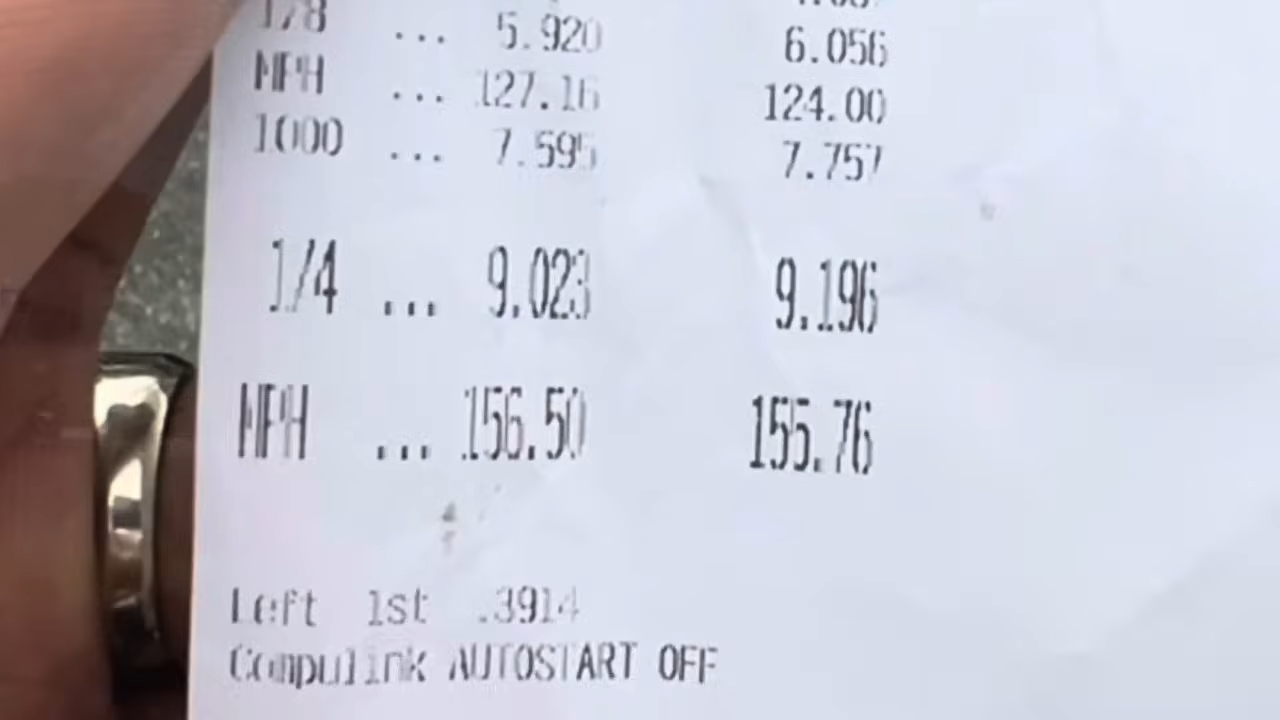 1/8 ... 5.920 6.056
MPH ... 127.16 124.00
1000 ... 7.595 7.757
1/4 ... 9.023 9.196
MPH ... 156.50 155.76
Left 1st .3914
Compulink AUTOSTART OFF